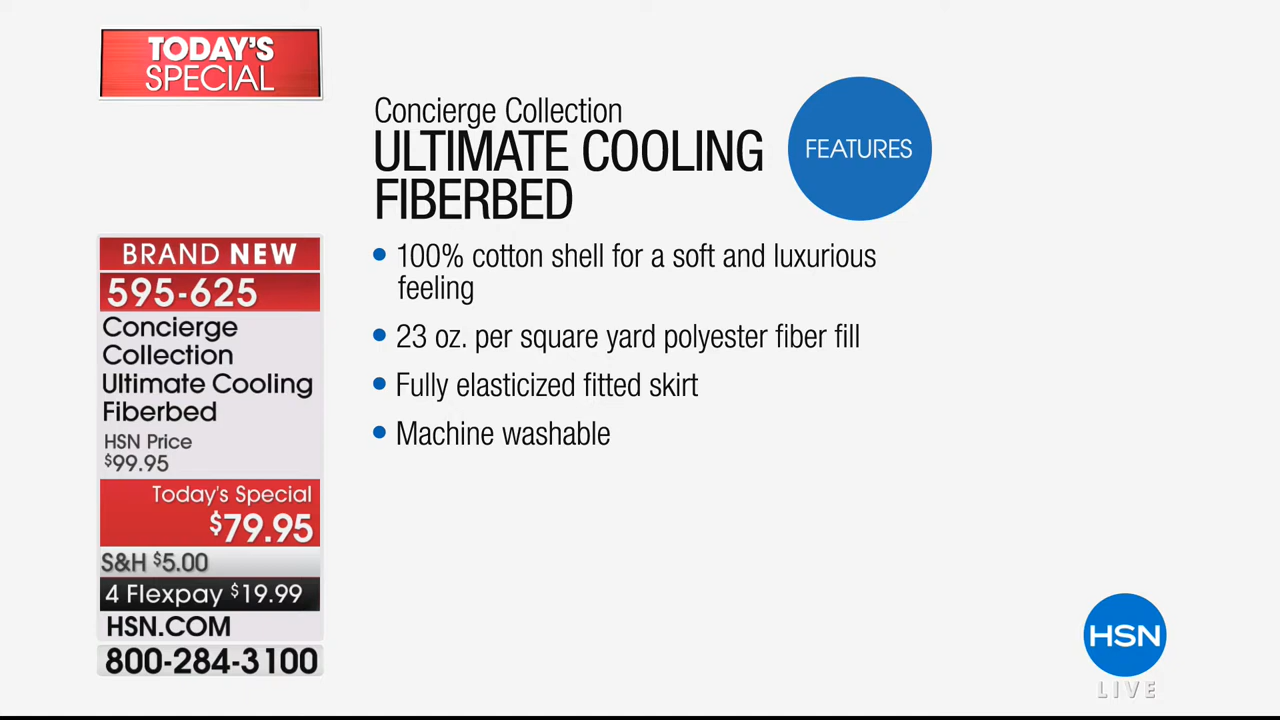 TODAY'S
SPECIAL
Concierge Collection
ULTIMATE COOLING
FIBERBED
FEATURES
• 100% cotton shell for a soft and luxurious
feeling
• 23 oz. per square yard polyester fiber fill
• Fully elasticized fitted skirt
• Machine washable
BRAND NEW
595-625
Concierge
Collection
Ultimate Cooling
Fiberbed
HSN Price
$99.95
Today's Special
$79.95
S&H $5.00
4 Flexpay $19.99
HSN.COM
800-284-3100
HSN
LIVE